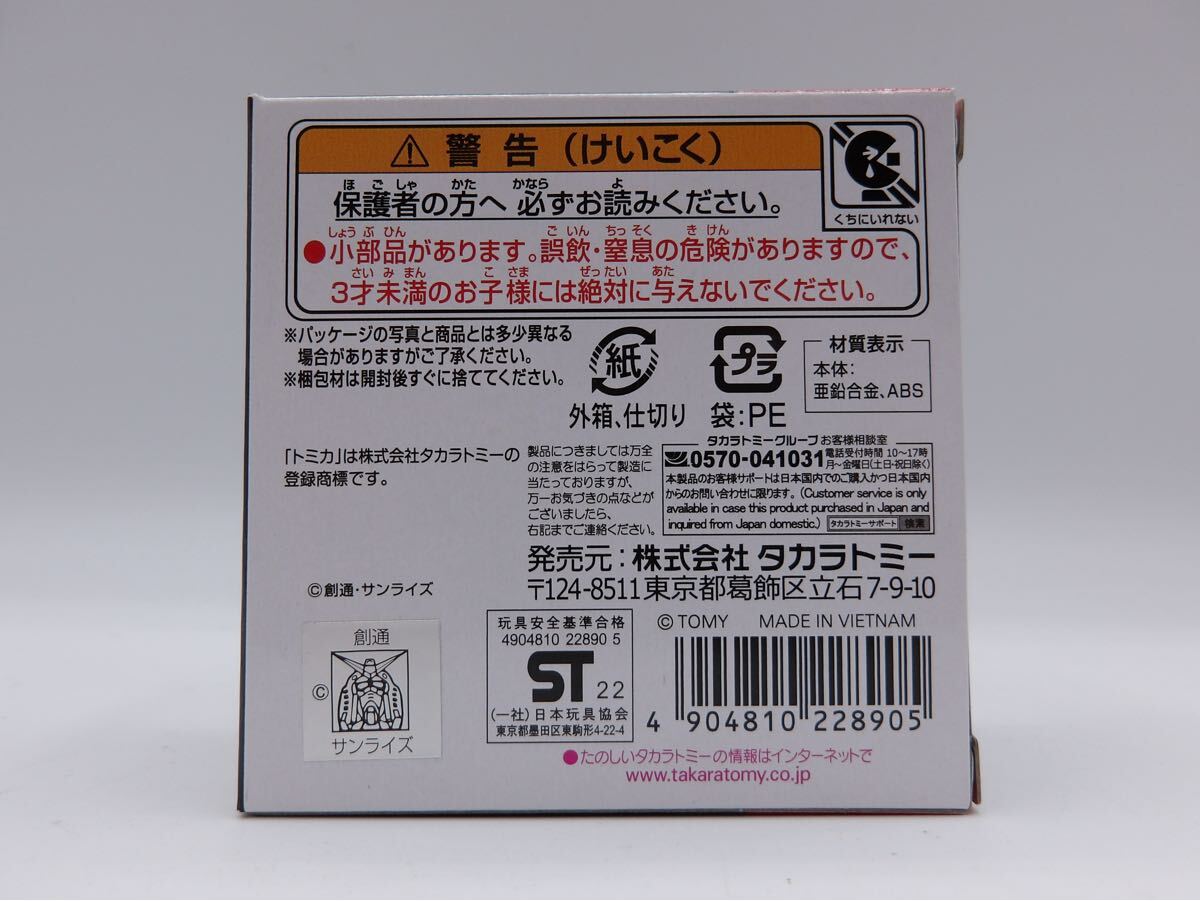 警告（けいこく）
保護者の方へ 必ずお読みください。
ほごしゃ かた かなら よ
●小部品があります。誤飲・窒息の危険がありますので、
しょうぶひん ごいん ちっそく きけん
3才未満のお子様には絶対に与えないでください。
さいみまん こさま ぜったい あた
くちにいれない
※パッケージの写真と商品とは多少異なる
場合がありますがご了承ください。
※梱包材は開封後すぐに捨ててください。
紙
外箱、仕切り
プラ
袋：PE
材質表示
本体：
亜鉛合金、ABS
「トミカ」は株式会社タカラトミーの
登録商標です。
製品につきましては万全
の注意をはらって製造に
当たっておりますが、
万一お気づきの点などが
ございましたら、
右記までご連絡ください。
タカラトミーグループ お客様相談室
0570-041031
電話受付時間 10～17時
月～金曜日（土日・祝日除く）
本製品のお客様サポートは日本国内でのご購入かつ日本国内
からのお問い合わせに限ります。（Customer service is only
available in case this product purchased in Japan and
inquired from Japan domestic.）
タカラトミーサポート 検索
発売元：株式会社 タカラトミー
〒124-8511 東京都葛飾区立石7-9-10
©創通・サンライズ
創通
©
サンライズ
玩具安全基準合格
4904810 22890 5
ST 22
（一社）日本玩具協会
東京都墨田区東駒形4-22-4
© TOMY MADE IN VIETNAM
4 904810 228905
●たのしいタカラトミーの情報はインターネットで
www.takaratomy.co.jp